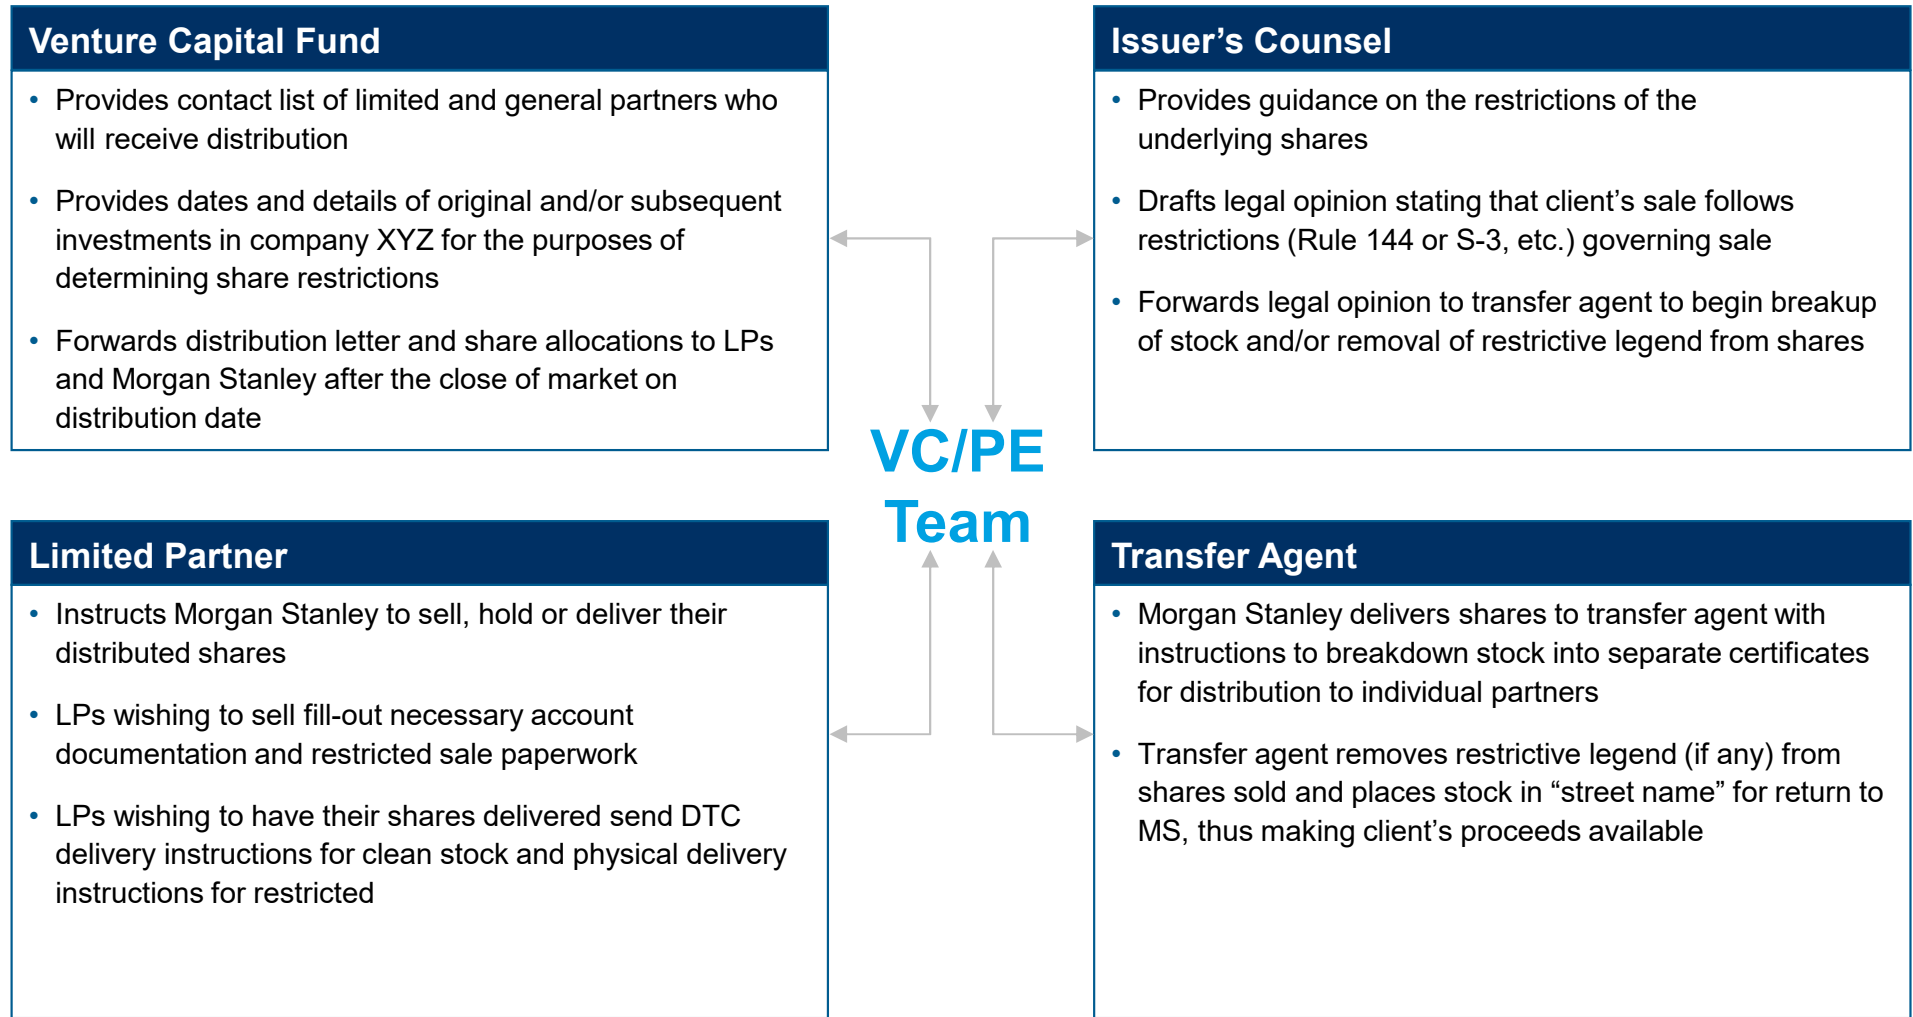 Venture Capital Fund
• Provides contact list of limited and general partners who
will receive distribution
• Provides dates and details of original and/or subsequent
investments in company XYZ for the purposes of
determining share restrictions
• Forwards distribution letter and share allocations to LPs
and Morgan Stanley after the close of market on
distribution date
Issuer’s Counsel
• Provides guidance on the restrictions of the
underlying shares
• Drafts legal opinion stating that client’s sale follows
restrictions (Rule 144 or S-3, etc.) governing sale
• Forwards legal opinion to transfer agent to begin breakup
of stock and/or removal of restrictive legend from shares
VC/PE
Team
Limited Partner
• Instructs Morgan Stanley to sell, hold or deliver their
distributed shares
• LPs wishing to sell fill-out necessary account
documentation and restricted sale paperwork
• LPs wishing to have their shares delivered send DTC
delivery instructions for clean stock and physical delivery
instructions for restricted
Transfer Agent
• Morgan Stanley delivers shares to transfer agent with
instructions to breakdown stock into separate certificates
for distribution to individual partners
• Transfer agent removes restrictive legend (if any) from
shares sold and places stock in “street name” for return to
MS, thus making client’s proceeds available